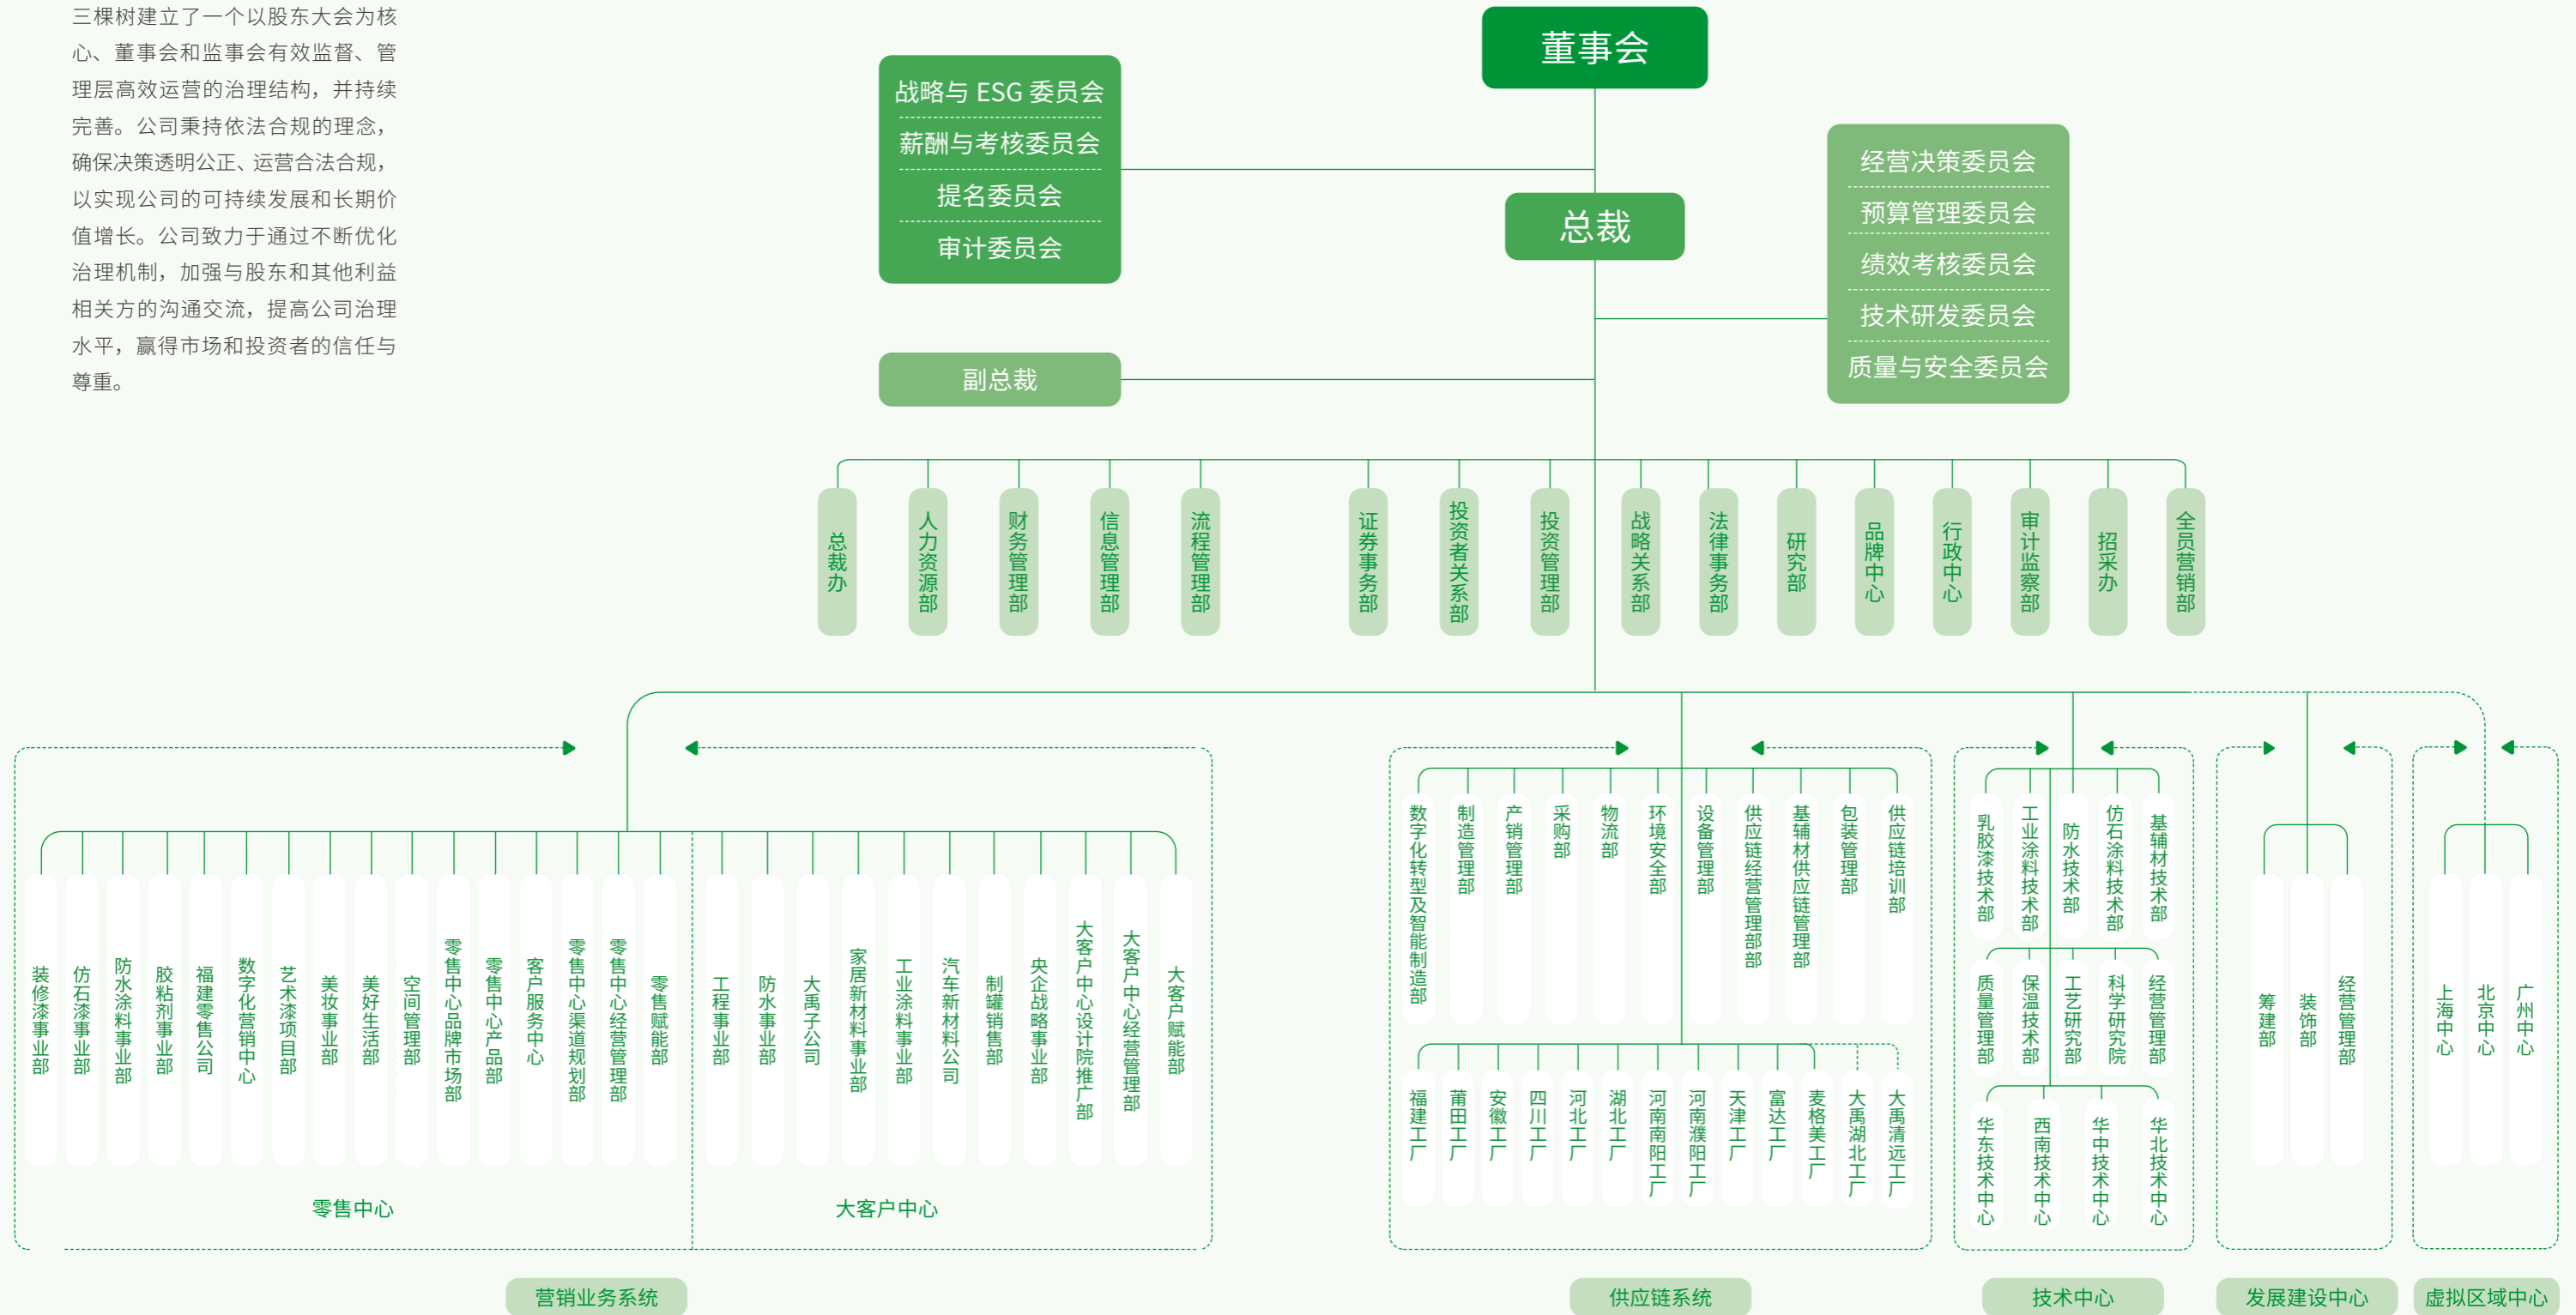 三棵树建立了一个以股东大会为核
心、董事会和监事会有效监督、管
理层高效运营的治理结构，并持续
完善。公司秉持依法合规的理念，
确保决策透明公正、运营合法合规，
以实现公司的可持续发展和长期价
值增长。公司致力于通过不断优化
治理机制，加强与股东和其他利益
相关方的沟通交流，提高公司治理
水平，赢得市场和投资者的信任与
尊重。
董事会
战略与 ESG 委员会
薪酬与考核委员会
提名委员会
审计委员会
总裁
经营决策委员会
预算管理委员会
绩效考核委员会
技术研发委员会
质量与安全委员会
副总裁
总裁办
人力资源部
财务管理部
信息管理部
流程管理部
证券事务部
投资者关系部
投资管理部
战略关系部
法律事务部
研究部
品牌中心
行政中心
审计监察部
招采办
全员营销部
装修漆事业部
仿石漆事业部
防水涂料事业部
胶粘剂事业部
福建零售公司
数字化营销中心
艺术漆项目部
美妆事业部
美好生活部
空间管理部
零售中心品牌市场部
零售中心产品部
客户服务中心
零售中心渠道规划部
零售中心经营管理部
零售赋能部
零售中心
工程事业部
防水事业部
大禹子公司
家居新材料事业部
工业涂料事业部
汽车新材料公司
制罐销售部
央企战略事业部
大客户中心设计院推广部
大客户中心经营管理部
大客户赋能部
大客户中心
营销业务系统
数字化转型及智能制造部
制造管理部
产销管理部
采购部
物流部
环境安全部
设备管理部
供应链经营管理部部
基辅材供应链管理部
包装管理部
供应链培训部
福建工厂
莆田工厂
安徽工厂
四川工厂
河北工厂
湖北工厂
河南南阳工厂
河南濮阳工厂
天津工厂
富达工厂
麦格美工厂
大禹湖北工厂
大禹清远工厂
供应链系统
乳胶漆技术部
工业涂料技术部
防水技术部
仿石涂料技术部
基辅材技术部
质量管理部
保温技术部
工艺研究部
科学研究院
经营管理部
华东技术中心
西南技术中心
华中技术中心
华北技术中心
技术中心
筹建部
装饰部
经营管理部
发展建设中心
上海中心
北京中心
广州中心
虚拟区域中心